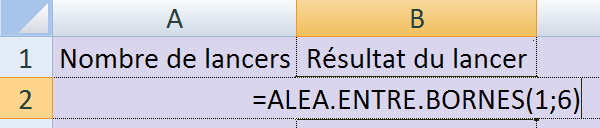 A B
1 Nombre de lancers Résultat du lancer
2 =ALEA.ENTRE.BORNES(1;6)